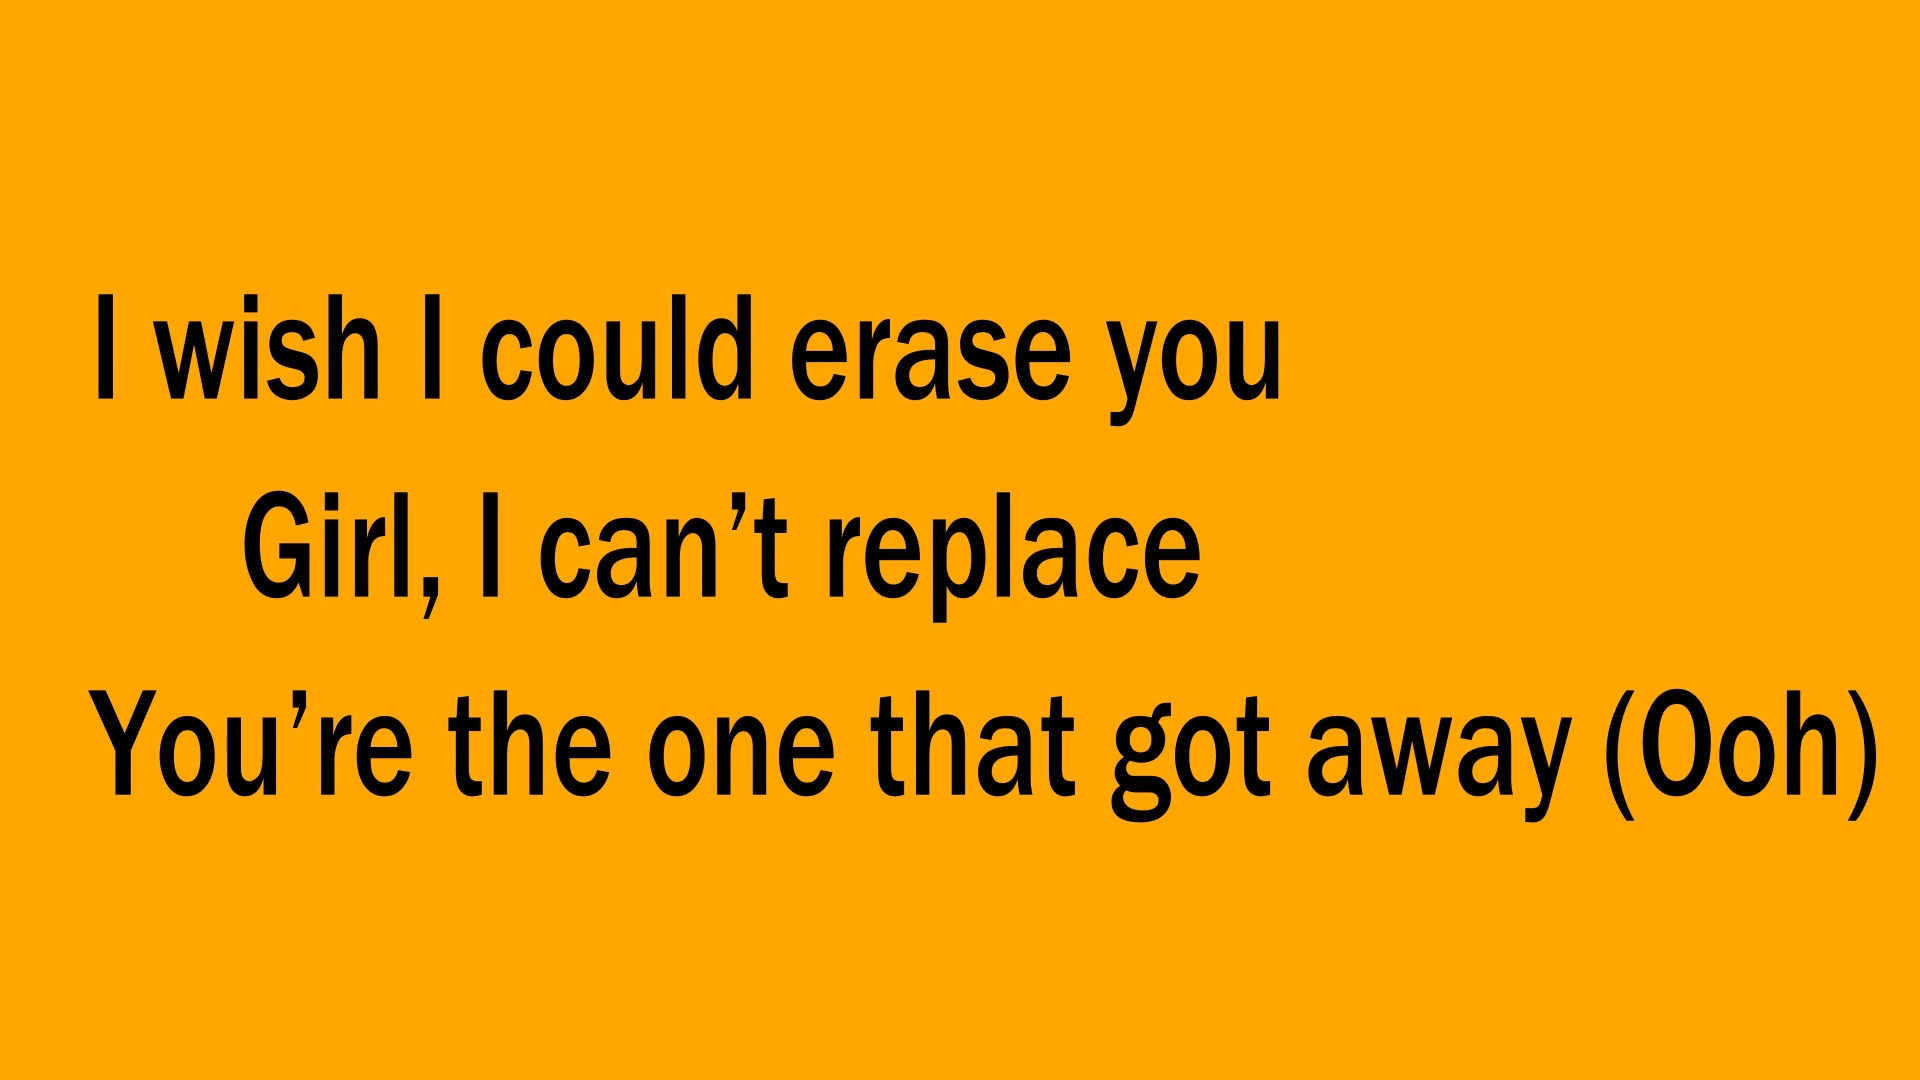 I wish I could erase you
Girl, I can’t replace
You’re the one that got away (Ooh)